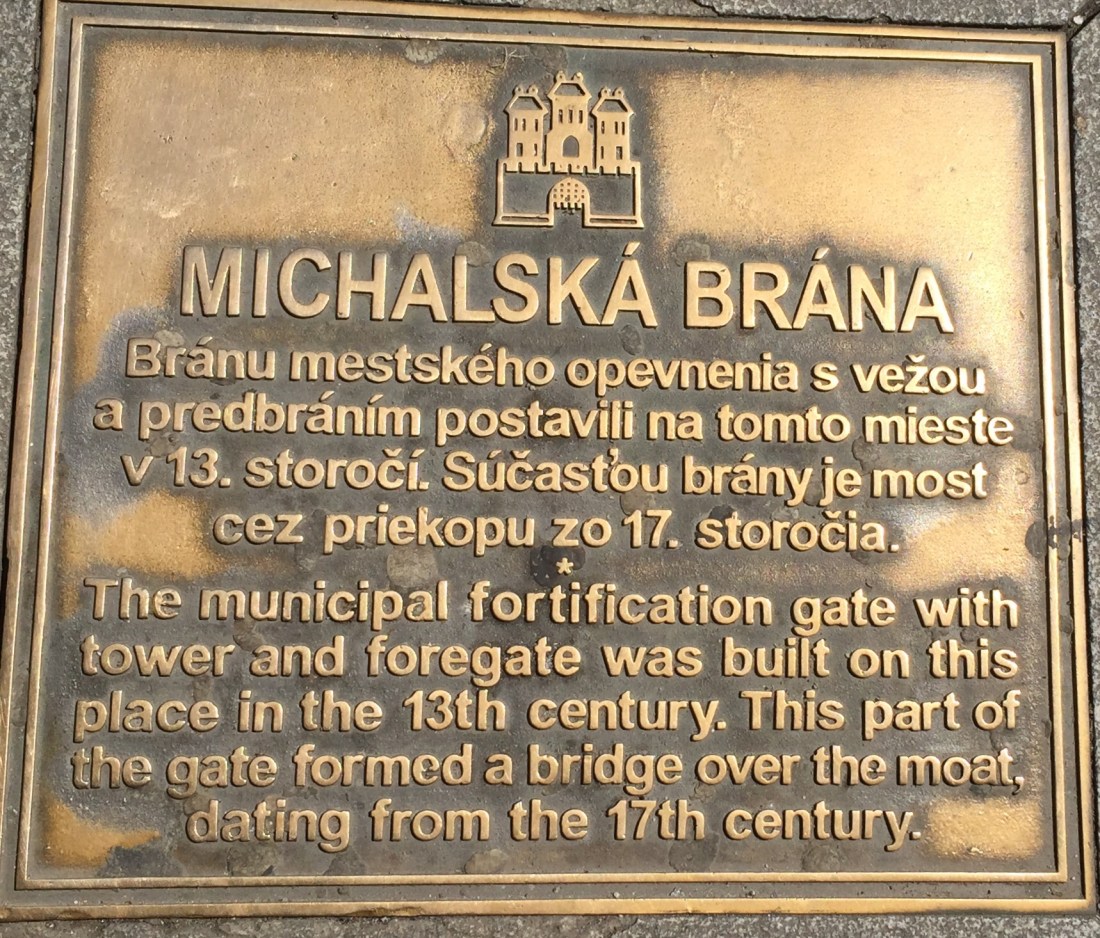 MICHALSKÁ BRÁNA
Bránu mestského opevnenia s vežou
a predbráním postavili na tomto mieste
v 13. storočí. Súčasťou brány je most
cez priekopu zo 17. storočia.
*
The municipal fortification gate with
tower and foregate was built on this
place in the 13th century. This part of
the gate formed a bridge over the moat,
dating from the 17th century.